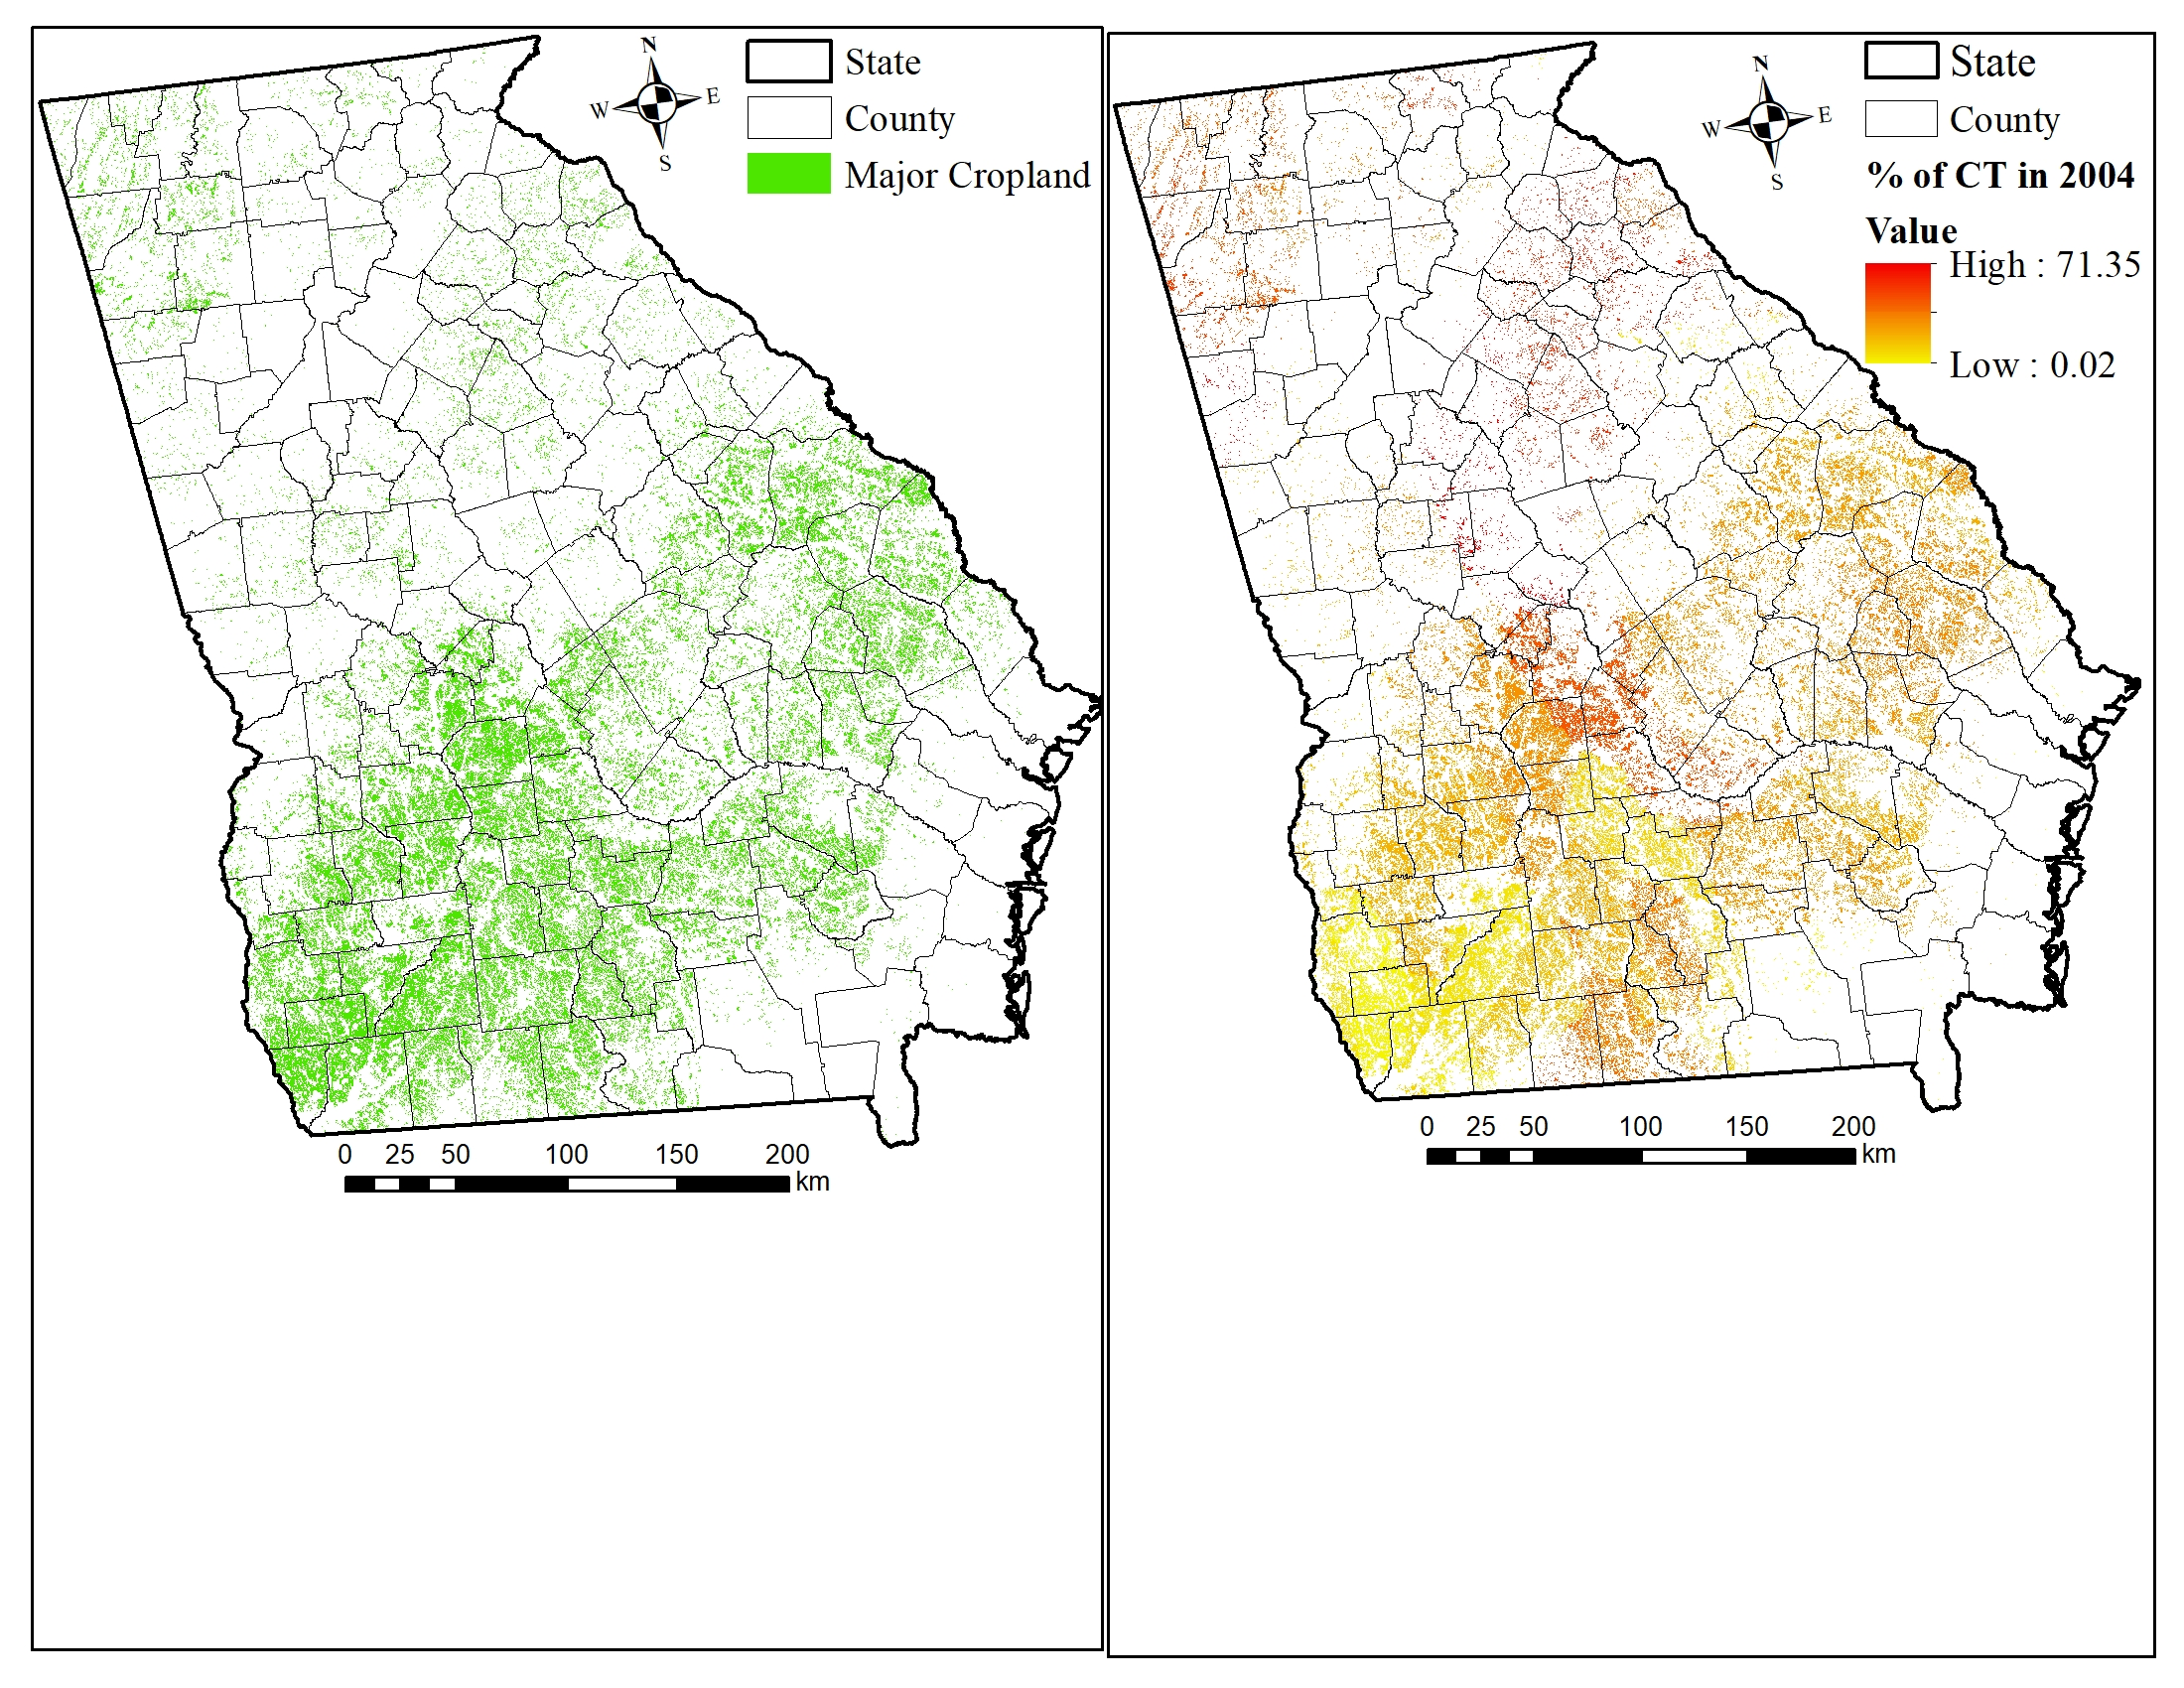 N
W E
S
State
County
Major Cropland
0 25 50 100 150 200
km
N
W E
S
State
County
% of CT in 2004
Value
High : 71.35
Low : 0.02
0 25 50 100 150 200
km